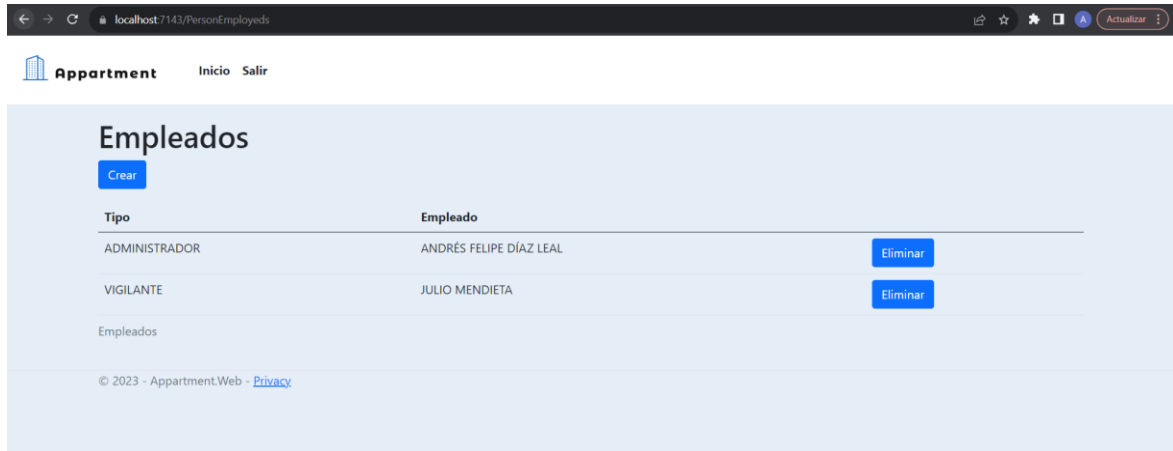 localhost:7143/PersonEmployeds
A
Actualizar
Appartment Inicio Salir
Empleados
Crear
Tipo Empleado
ADMINISTRADOR ANDRÉS FELIPE DÍAZ LEAL Eliminar
VIGILANTE JULIO MENDIETA Eliminar
Empleados
© 2023 - Appartment.Web - Privacy